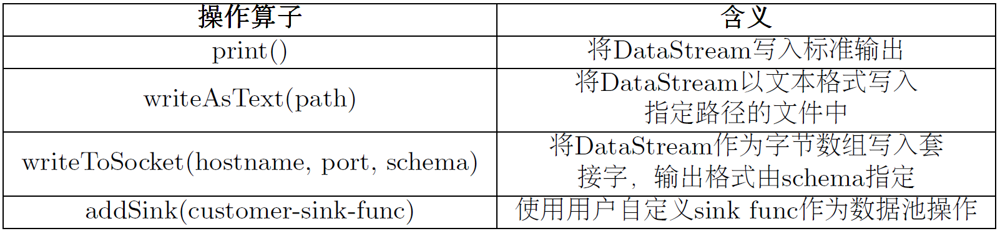 操作算子 含义
print() 将DataStream写入标准输出
writeAsText(path) 将DataStream以文本格式写入
指定路径的文件中
writeToSocket(hostname, port, schema) 将DataStream作为字节数组写入套
接字，输出格式由schema指定
addSink(customer-sink-func) 使用用户自定义sink func作为数据池操作